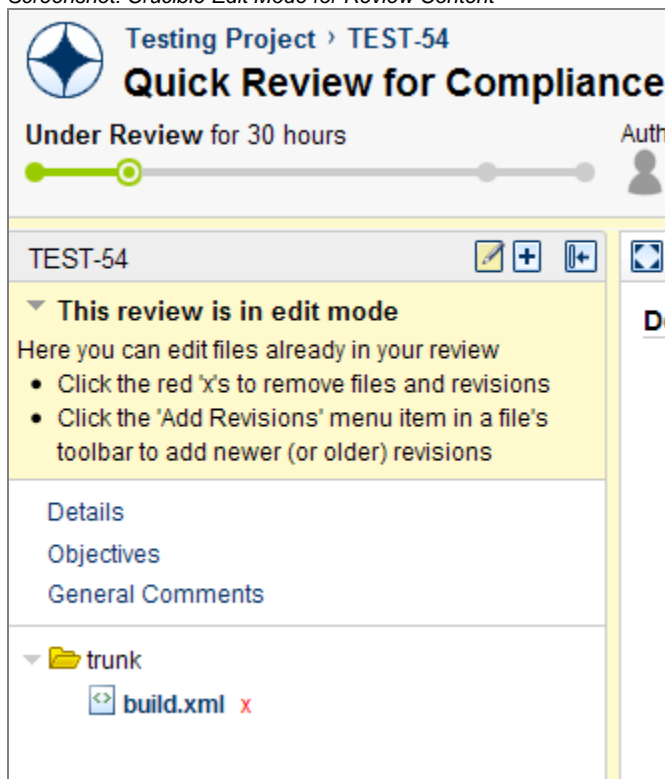 Screenshot: Crucible Edit Mode for Review Content
Testing Project › TEST-54
Quick Review for Compliance
Under Review for 30 hours
Auth
TEST-54
This review is in edit mode
Here you can edit files already in your review
• Click the red 'x's to remove files and revisions
• Click the 'Add Revisions' menu item in a file's
toolbar to add newer (or older) revisions
Details
Objectives
General Comments
trunk
build.xml x